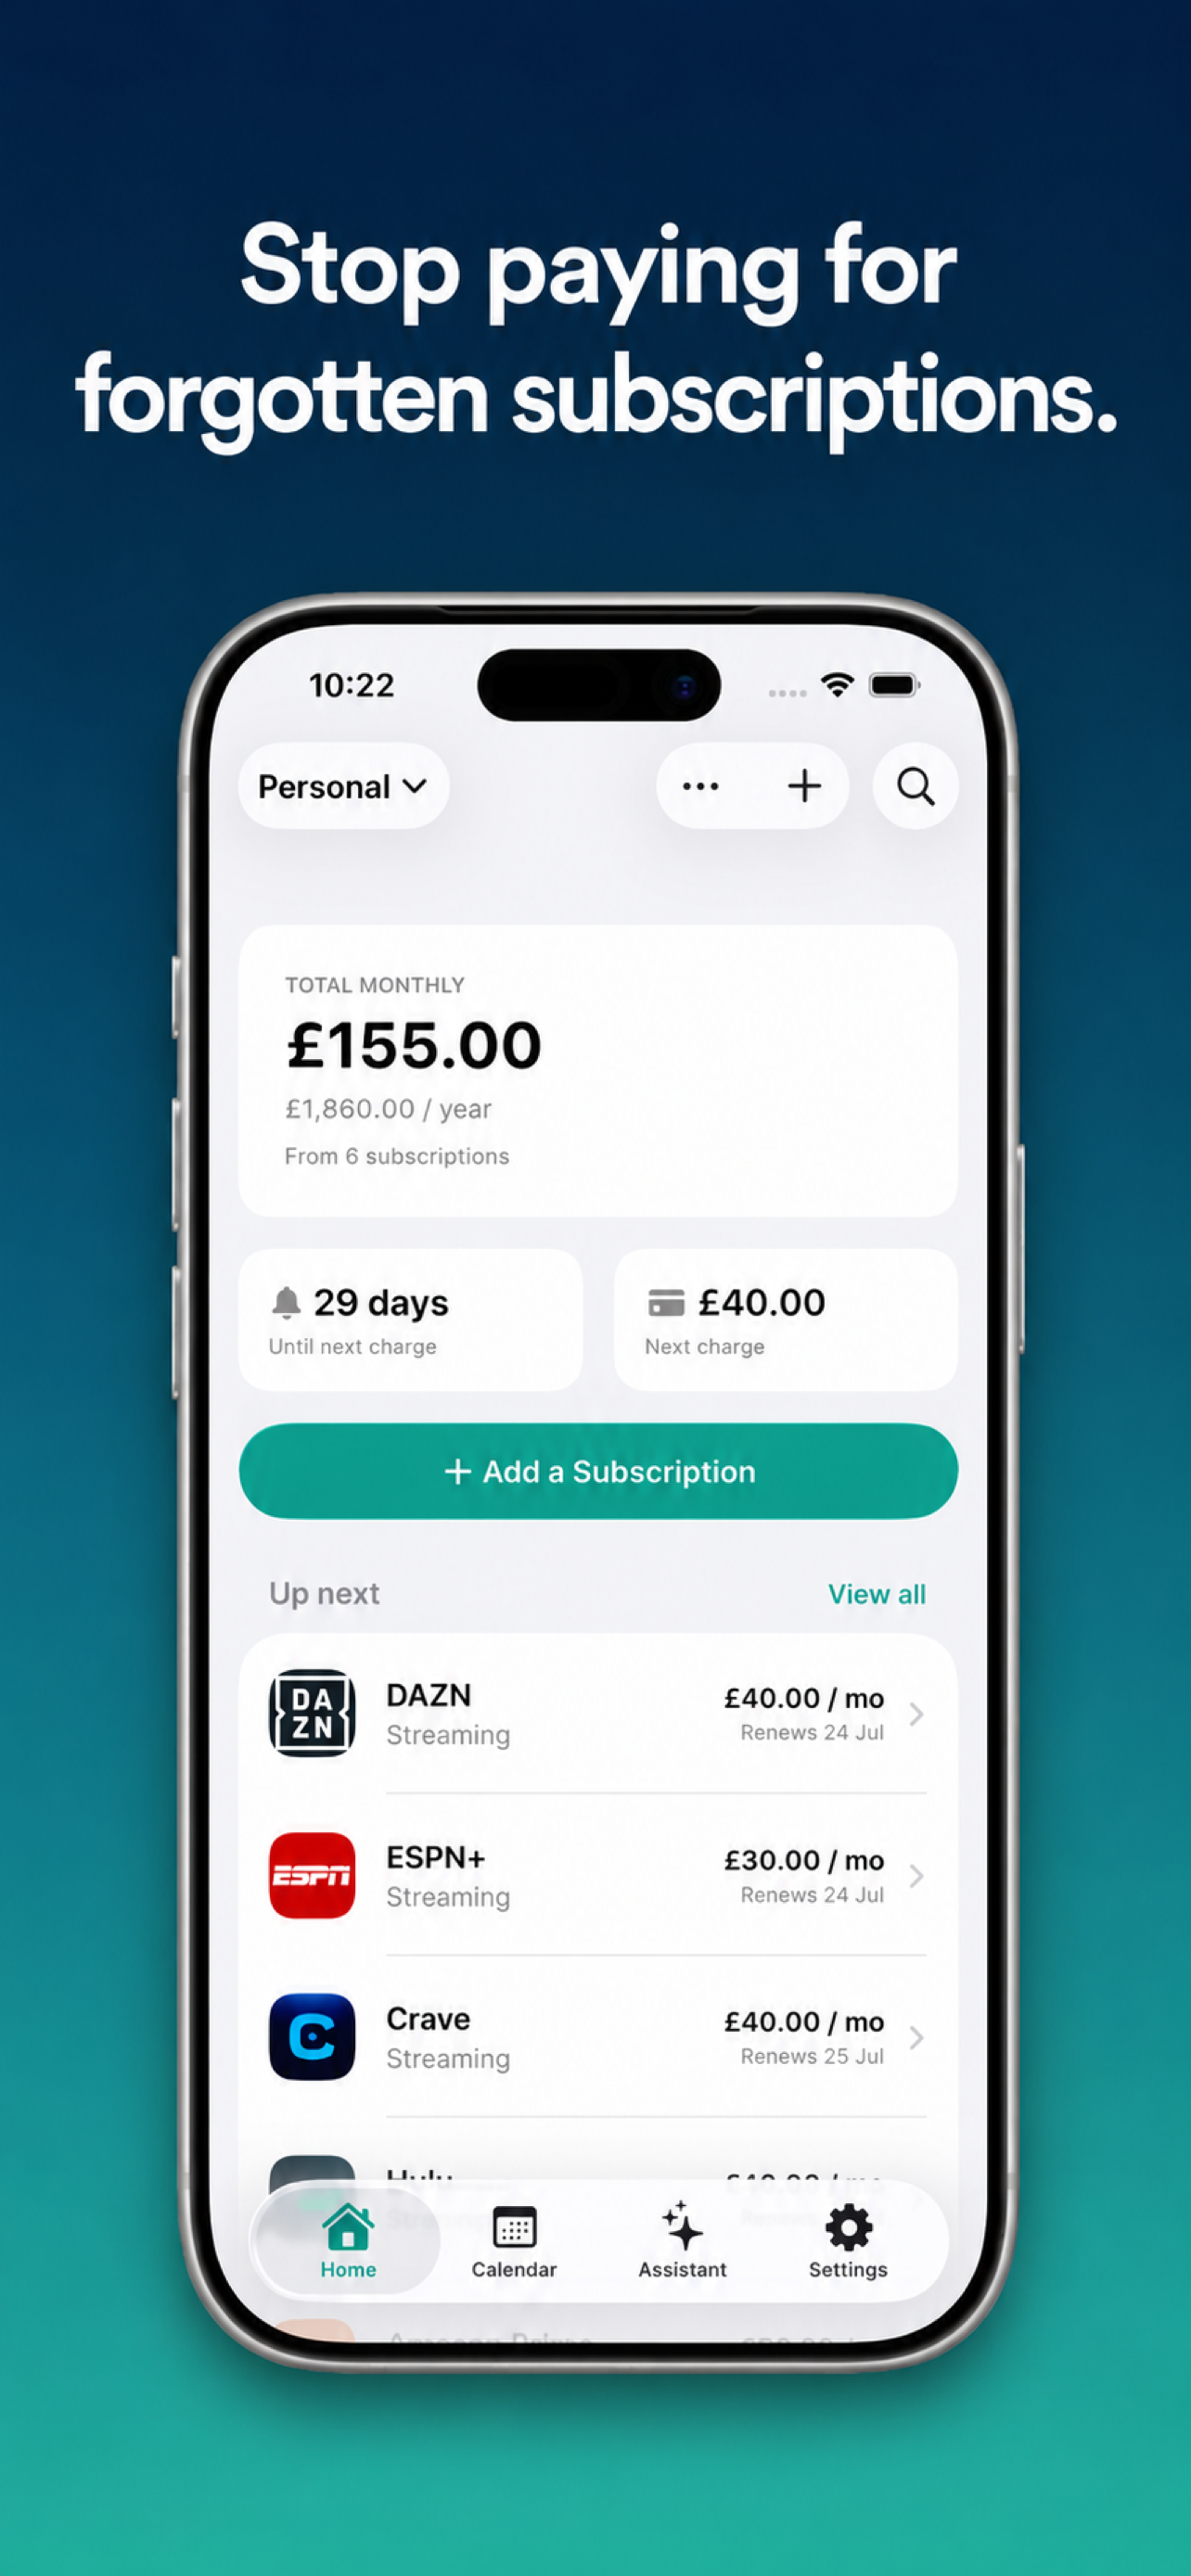 Stop paying for
forgotten subscriptions.
10:22
Personal
TOTAL MONTHLY
£155.00
£1,860.00 / year
From 6 subscriptions
29 days
Until next charge
£40.00
Next charge
+ Add a Subscription
Up next
View all
DA
ZN
DAZN
£40.00 / mo
Streaming
Renews 24 Jul
ESPN
ESPN+
£30.00 / mo
Streaming
Renews 24 Jul
C
Crave
£40.00 / mo
Streaming
Renews 25 Jul
Hulu
Home
Calendar
Assistant
Settings